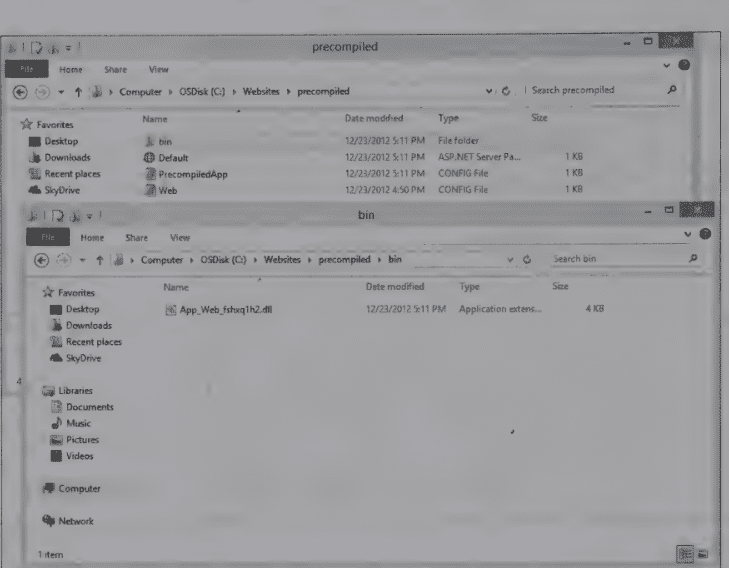 precompiled
File Home Share View
Computer OSDisk (C:) Websites precompiled Search precompiled
Favorites Name Date modified Type Size
Desktop bin 12/23/2012 5:11 PM File folder
Downloads Default 12/23/2012 5:11 PM ASP.NET Server Pa... 1 KB
Recent places PrecompiledApp 12/23/2012 5:11 PM CONFIG File 1 KB
SkyDrive Web 12/23/2012 4:50 PM CONFIG File 1 KB
bin
File Home Share View
Computer OSDisk (C:) Websites precompiled bin Search bin
Favorites Name Date modified Type Size
Desktop App_Web_fshxq1h2.dll 12/23/2012 5:11 PM Application extens... 4 KB
Downloads
Recent places
SkyDrive
4
Libraries
Documents
Music
Pictures
Videos
Computer
Network
1 item